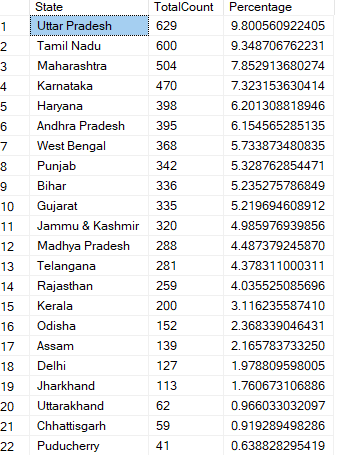 State TotalCount Percentage
1 Uttar Pradesh 629 9.800560922405
2 Tamil Nadu 600 9.348706762231
3 Maharashtra 504 7.852913680274
4 Karnataka 470 7.323153630414
5 Haryana 398 6.201308818946
6 Andhra Pradesh 395 6.154565285135
7 West Bengal 368 5.733873480835
8 Punjab 342 5.328762854471
9 Bihar 336 5.235275786849
10 Gujarat 335 5.219694608912
11 Jammu & Kashmir 320 4.985976939856
12 Madhya Pradesh 288 4.487379245870
13 Telangana 281 4.378311000311
14 Rajasthan 259 4.035525085696
15 Kerala 200 3.116235587410
16 Odisha 152 2.368339046431
17 Assam 139 2.165783733250
18 Delhi 127 1.978809598005
19 Jharkhand 113 1.760673106886
20 Uttarakhand 62 0.966033032097
21 Chhattisgarh 59 0.919289498286
22 Puducherry 41 0.638828295419